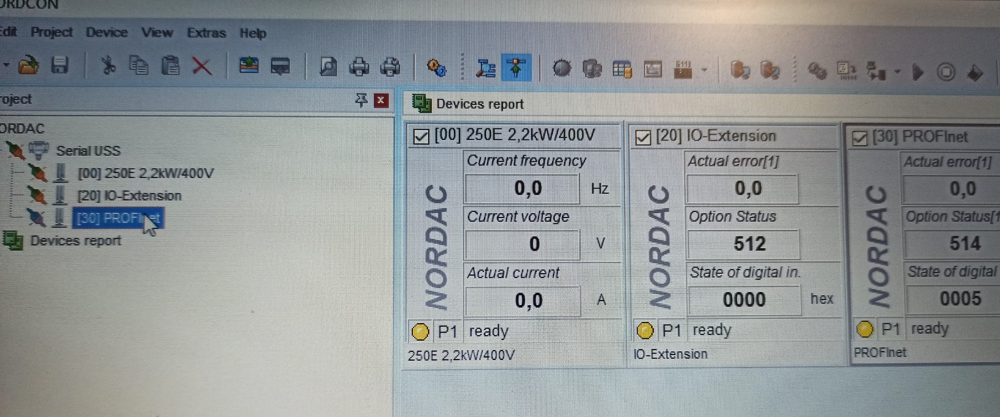 ORDCON
Edit Project Device View Extras Help
roject
Devices report
ORDAC
Serial USS
[00] 250E 2,2kW/400V
[20] IO-Extension
[30] PROFInet
Devices report
[00] 250E 2,2kW/400V
NORDAC
Current frequency
0,0 Hz
Current voltage
0 V
Actual current
0,0 A
P1 ready
250E 2,2kW/400V
[20] IO-Extension
NORDAC
Actual error[1]
0,0
Option Status
512
State of digital in.
0000 hex
P1 ready
IO-Extension
[30] PROFInet
NORDAC
Actual error[1]
0,0
Option Status[1
514
State of digital
0005
P1 ready
PROFInet